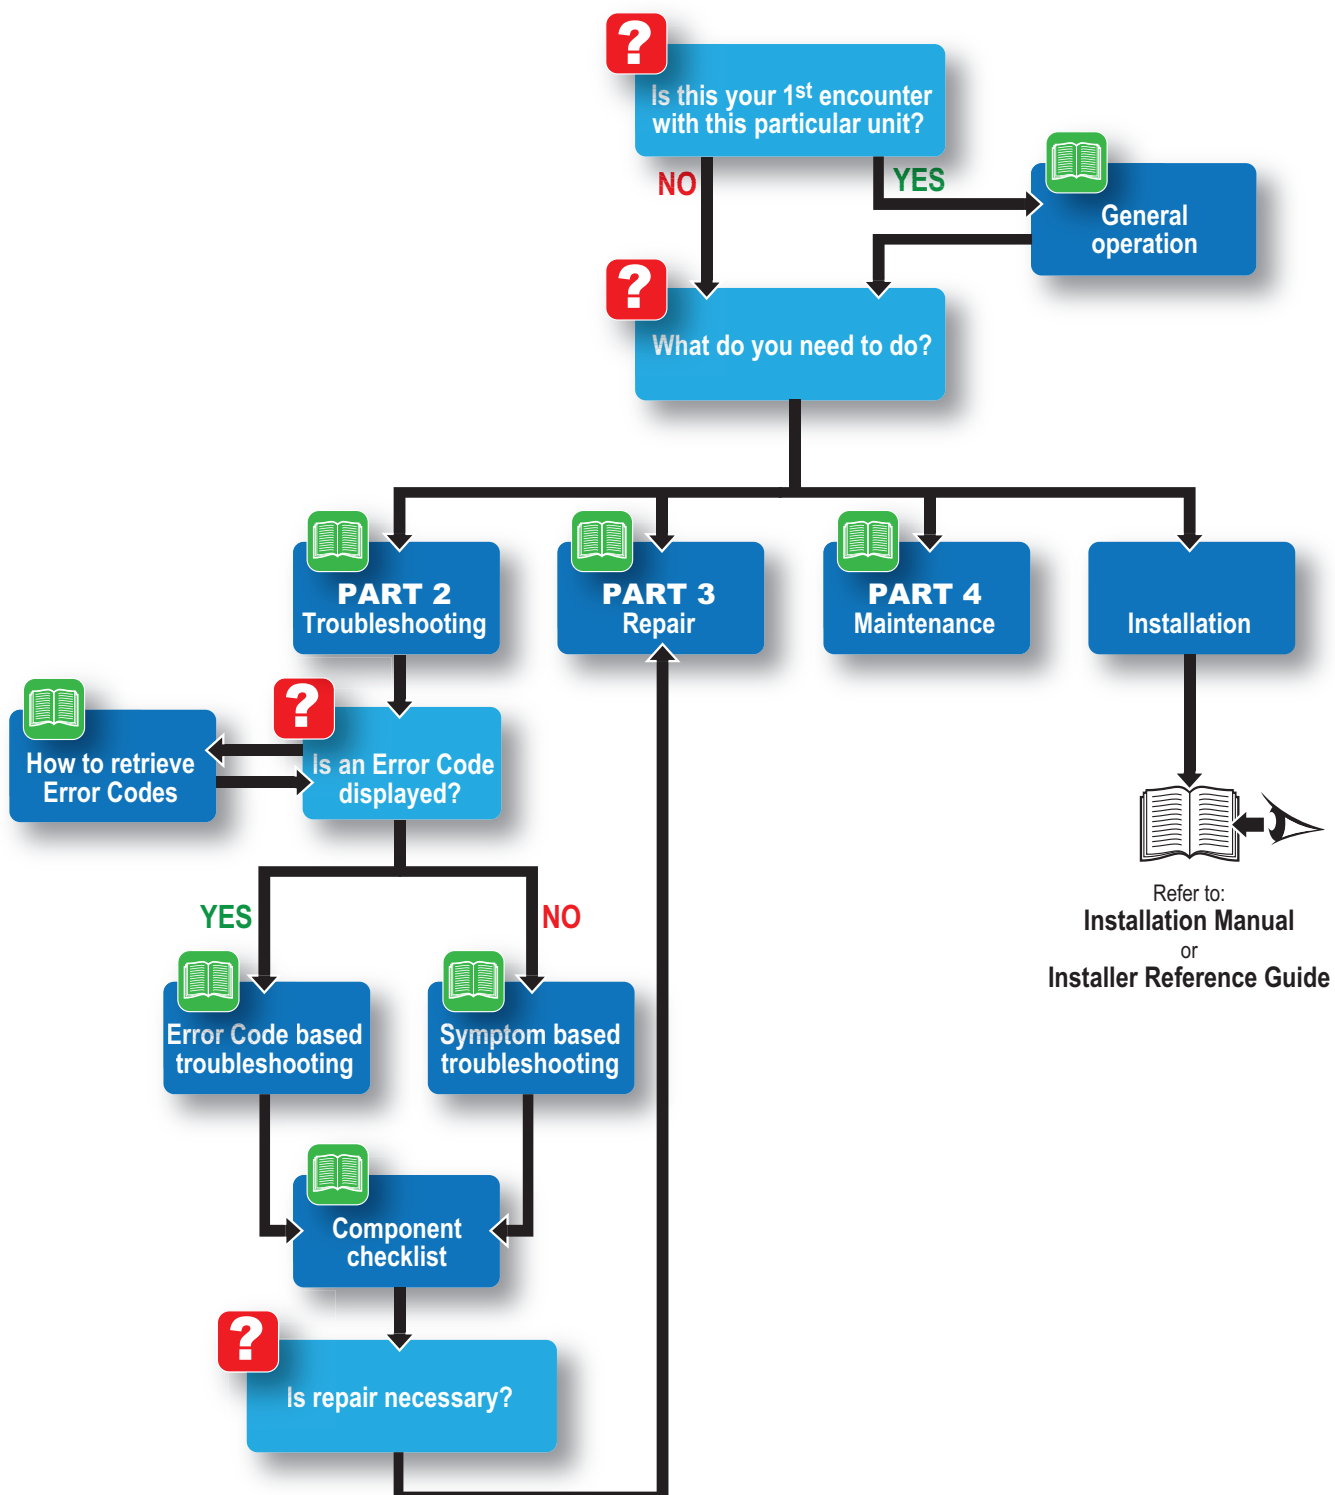 ?
Is this your 1st encounter
with this particular unit?
NO
YES
General
operation
?
What do you need to do?
PART 2
Troubleshooting
PART 3
Repair
PART 4
Maintenance
Installation
How to retrieve
Error Codes
?
Is an Error Code
displayed?
Refer to:
Installation Manual
or
Installer Reference Guide
YES
NO
Error Code based
troubleshooting
Symptom based
troubleshooting
Component
checklist
?
Is repair necessary?